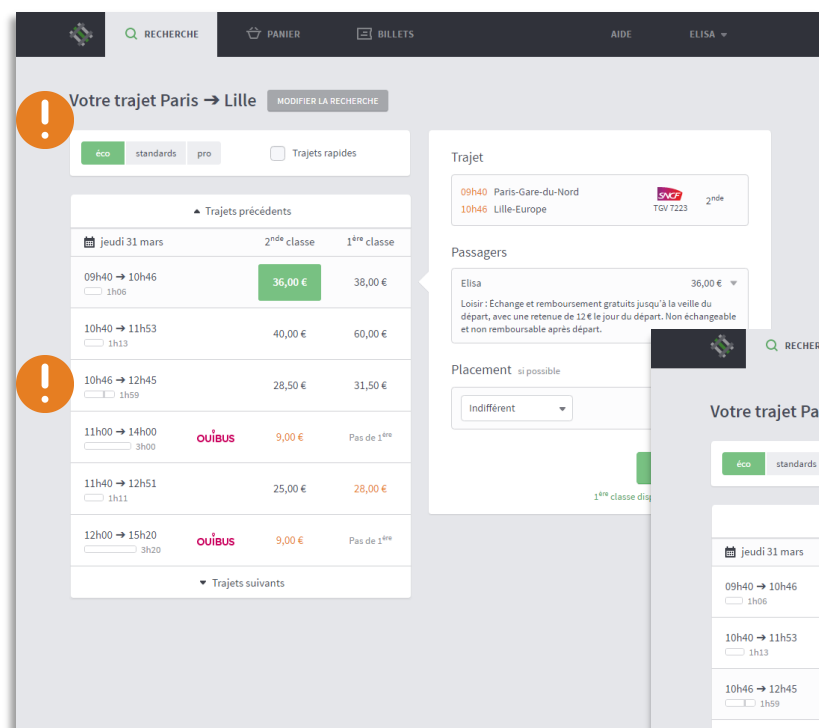 RECHERCHE PANIER BILLETS AIDE ELISA
Votre trajet Paris ➔ Lille MODIFIER LA RECHERCHE
éco standards pro Trajets rapides
Trajets précédents
jeudi 31 mars 2nde classe 1ère classe
09h40 ➔ 10h46 36,00 € 38,00 €
1h06
10h40 ➔ 11h53 40,00 € 60,00 €
1h13
10h46 ➔ 12h45 28,50 € 31,50 €
1h59
11h00 ➔ 14h00 OUIBUS 9,00 € Pas de 1ère
3h00
11h40 ➔ 12h51 25,00 € 28,00 €
1h11
12h00 ➔ 15h20 OUIBUS 9,00 € Pas de 1ère
3h20
Trajets suivants
Trajet
09h40 Paris-Gare-du-Nord SNCF 2nde
10h46 Lille-Europe TGV 7223
Passagers
Elisa 36,00 €
Loisir : Échange et remboursement gratuits jusqu'à la veille du
départ, avec une retenue de 12 € le jour du départ. Non échangeable
et non remboursable après départ.
Placement si possible
Indifférent
1ère classe disp
RECHER
Votre trajet Pa
éco standards
jeudi 31 mars
09h40 ➔ 10h46
1h06
10h40 ➔ 11h53
1h13
10h46 ➔ 12h45
1h59